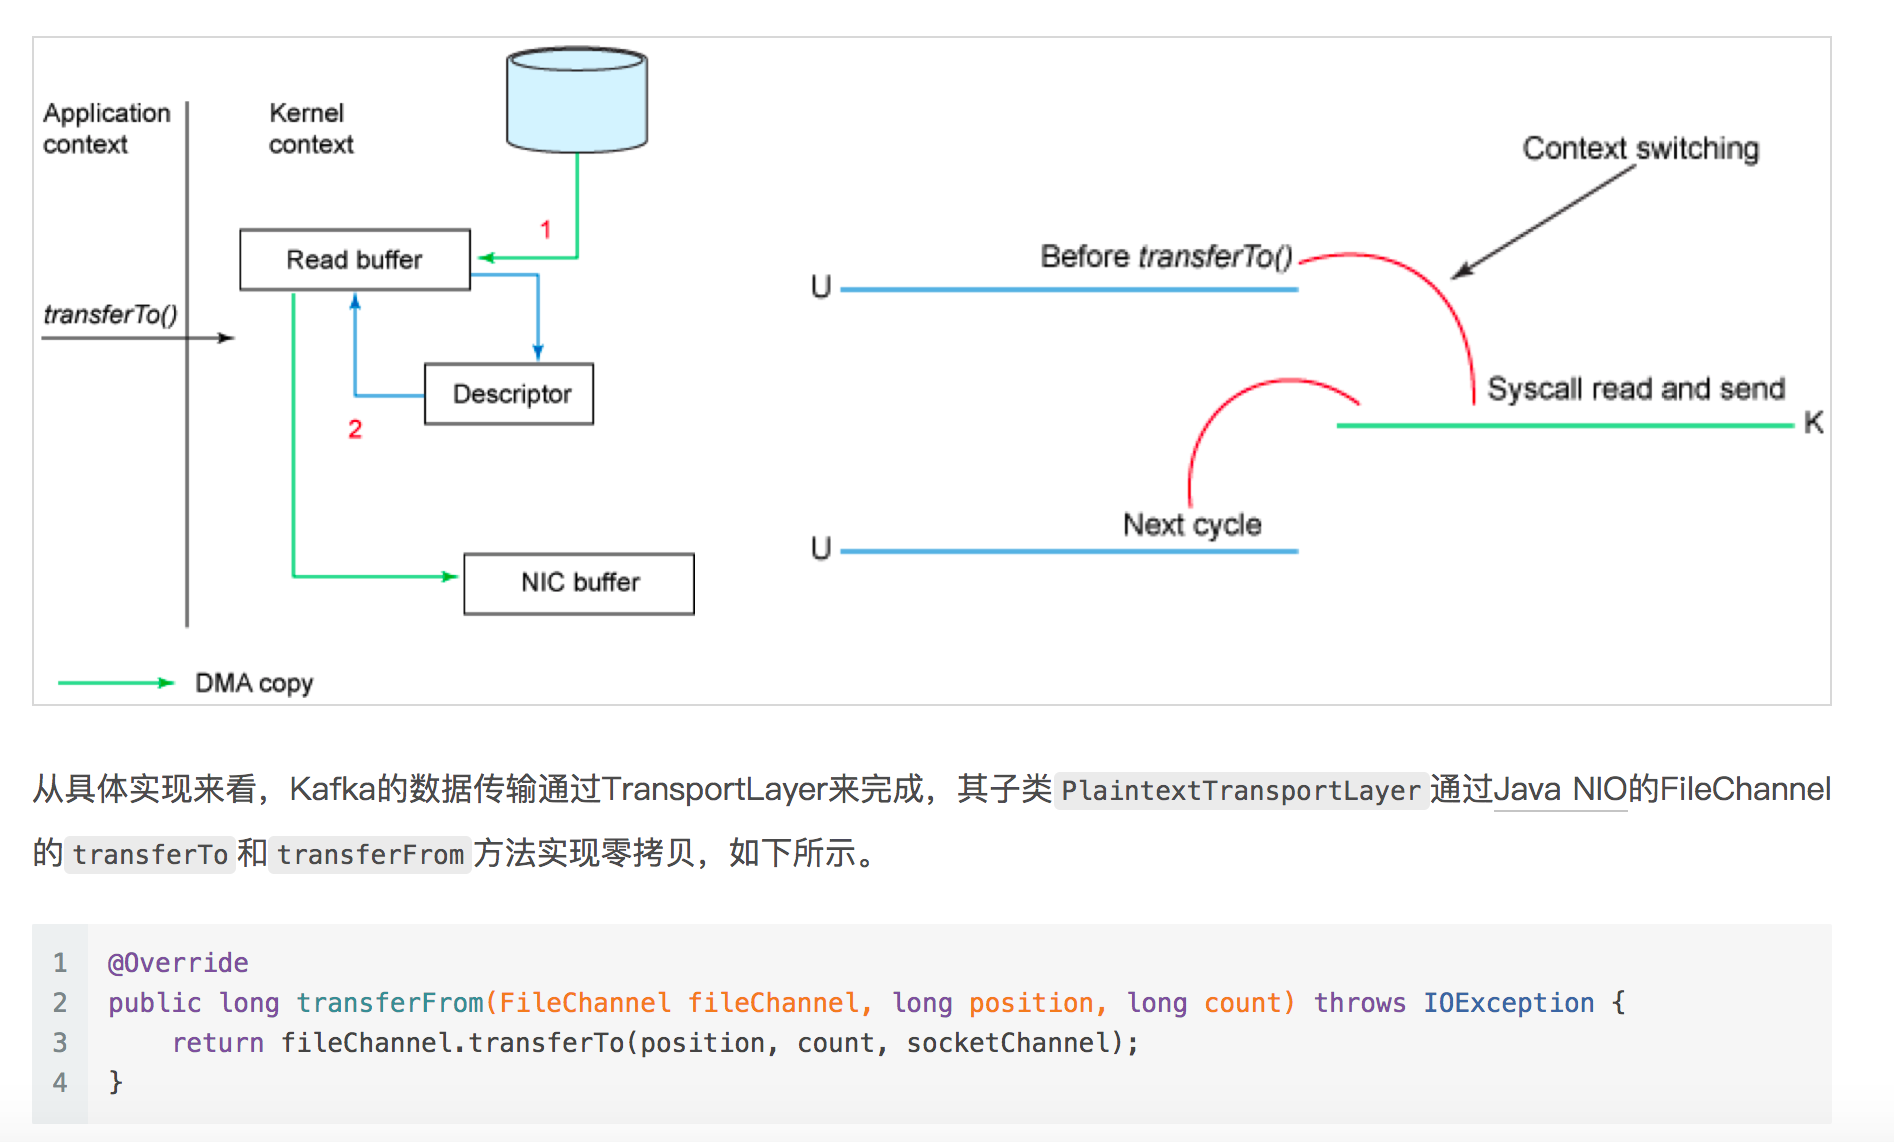 Application
context
Kernel
context
1
Read buffer
transferTo()
Descriptor
2
NIC buffer
DMA copy
Context switching
Before transferTo()
U
Syscall read and send
K
Next cycle
U
从具体实现来看，Kafka的数据传输通过TransportLayer来完成，其子类PlaintextTransportLayer通过Java NIO的FileChannel
的transferTo和transferFrom方法实现零拷贝，如下所示。
1 @Override
2 public long transferFrom(FileChannel fileChannel, long position, long count) throws IOException {
3     return fileChannel.transferTo(position, count, socketChannel);
4 }